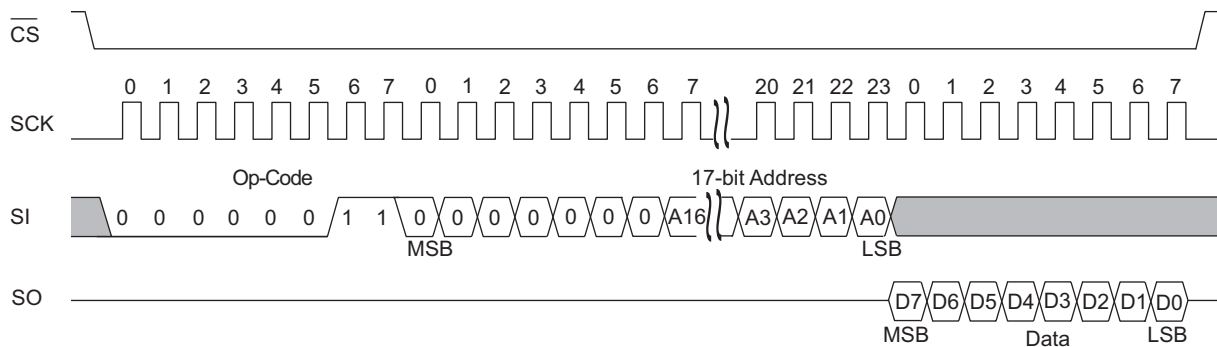 CS
0 1 2 3 4 5 6 7 0 1 2 3 4 5 6 7 20 21 22 23 0 1 2 3 4 5 6 7
SCK
Op-Code 17-bit Address
SI 0 0 0 0 0 0 1 1 0 0 0 0 0 0 0 A16 A3 A2 A1 A0
MSB LSB
SO D7 D6 D5 D4 D3 D2 D1 D0
MSB Data LSB